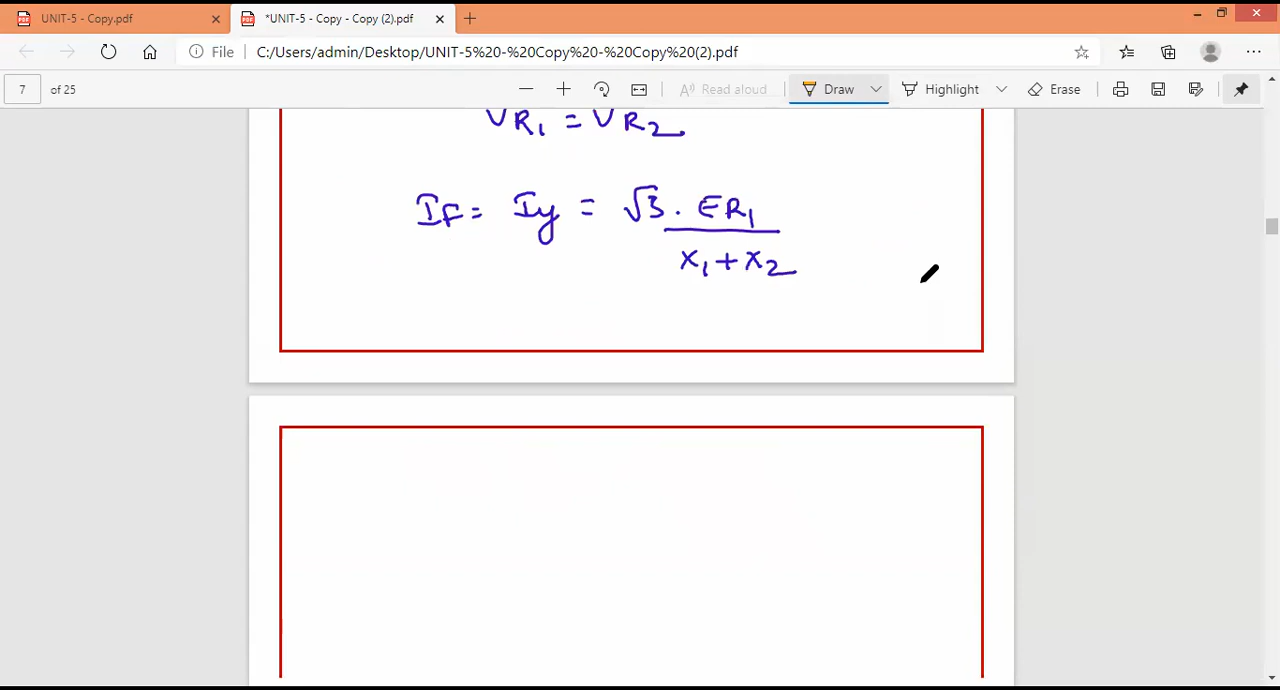 UNIT-5 - Copy.pdf
*UNIT-5 - Copy - Copy (2).pdf
File
C:/Users/admin/Desktop/UNIT-5%20-%20Copy%20-%20Copy%20(2).pdf
7 of 25
Read aloud
Draw
Highlight
Erase
VR₁ = VR₂
If = Iy = √3 . ER₁
x₁ + x₂